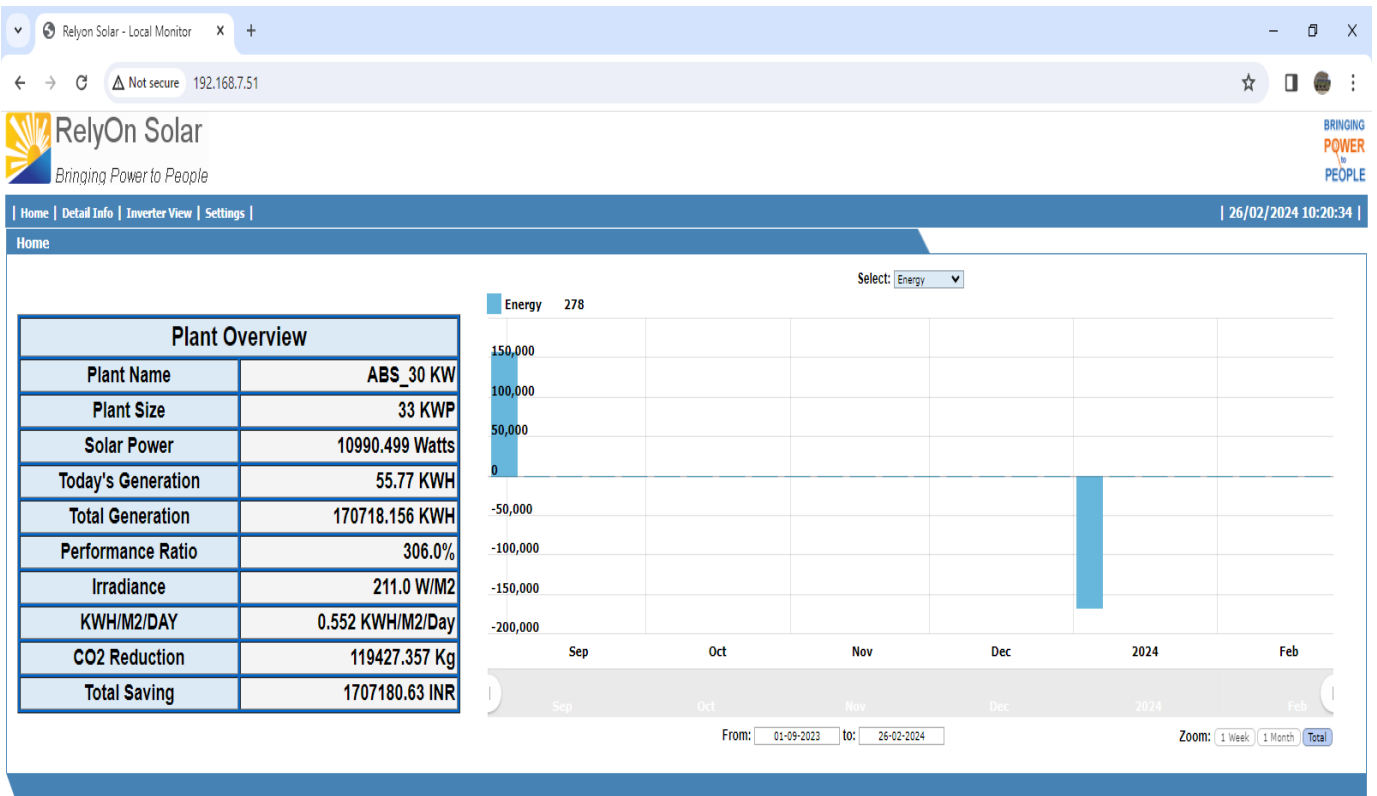 Relyon Solar - Local Monitor
Not secure 192.168.7.51
RelyOn Solar
Bringing Power to People
BRINGING
POWER
to
PEOPLE
| Home | Detail Info | Inverter View | Settings |
| 26/02/2024 10:20:34 |
Home
Select: Energy
Energy 278
Plant Overview
Plant Name ABS_30 KW
Plant Size 33 KWP
Solar Power 10990.499 Watts
Today's Generation 55.77 KWH
Total Generation 170718.156 KWH
Performance Ratio 306.0%
Irradiance 211.0 W/M2
KWH/M2/DAY 0.552 KWH/M2/Day
CO2 Reduction 119427.357 Kg
Total Saving 1707180.63 INR
150,000
100,000
50,000
0
-50,000
-100,000
-150,000
-200,000
Sep Oct Nov Dec 2024 Feb
Sep Oct Nov Dec 2024 Feb
From: 01-09-2023 to: 26-02-2024
Zoom: 1 Week 1 Month Total